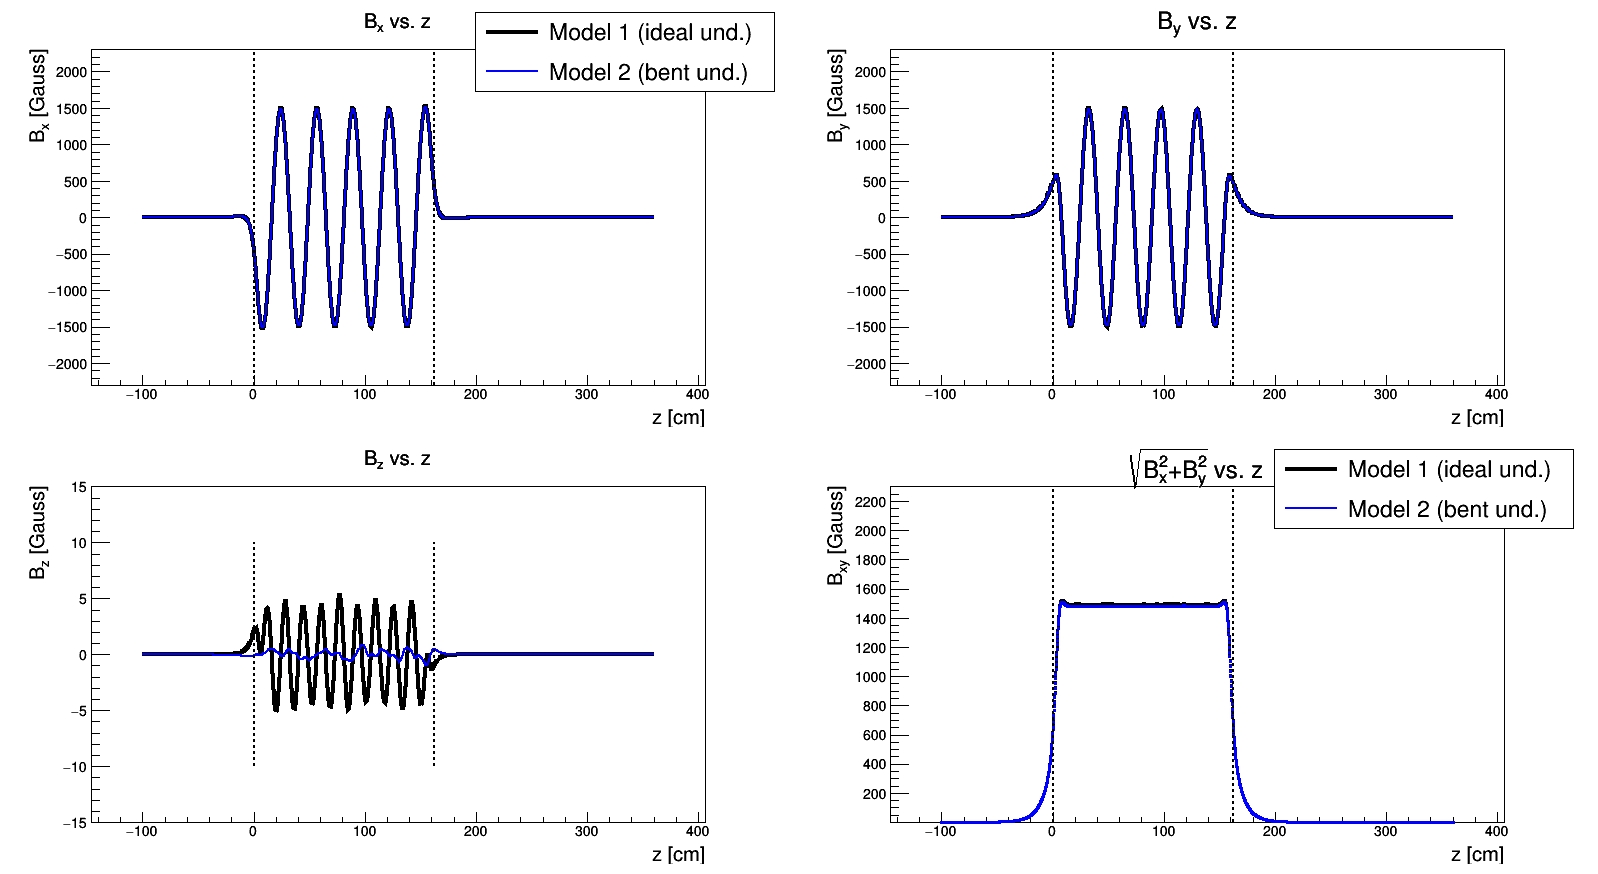 Bx vs. z
Model 1 (ideal und.)
Model 2 (bent und.)
Bx [Gauss]
2000
1500
1000
500
0
−500
−1000
−1500
−2000
−100 0 100 200 300 400
z [cm]
By vs. z
By [Gauss]
2000
1500
1000
500
0
−500
−1000
−1500
−2000
−100 0 100 200 300 400
z [cm]
Bz vs. z
Bz [Gauss]
15
10
5
0
−5
−10
−15
−100 0 100 200 300 400
z [cm]
√Bx²+By² vs. z
Model 1 (ideal und.)
Model 2 (bent und.)
Bxy [Gauss]
2200
2000
1800
1600
1400
1200
1000
800
600
400
200
−100 0 100 200 300 400
z [cm]